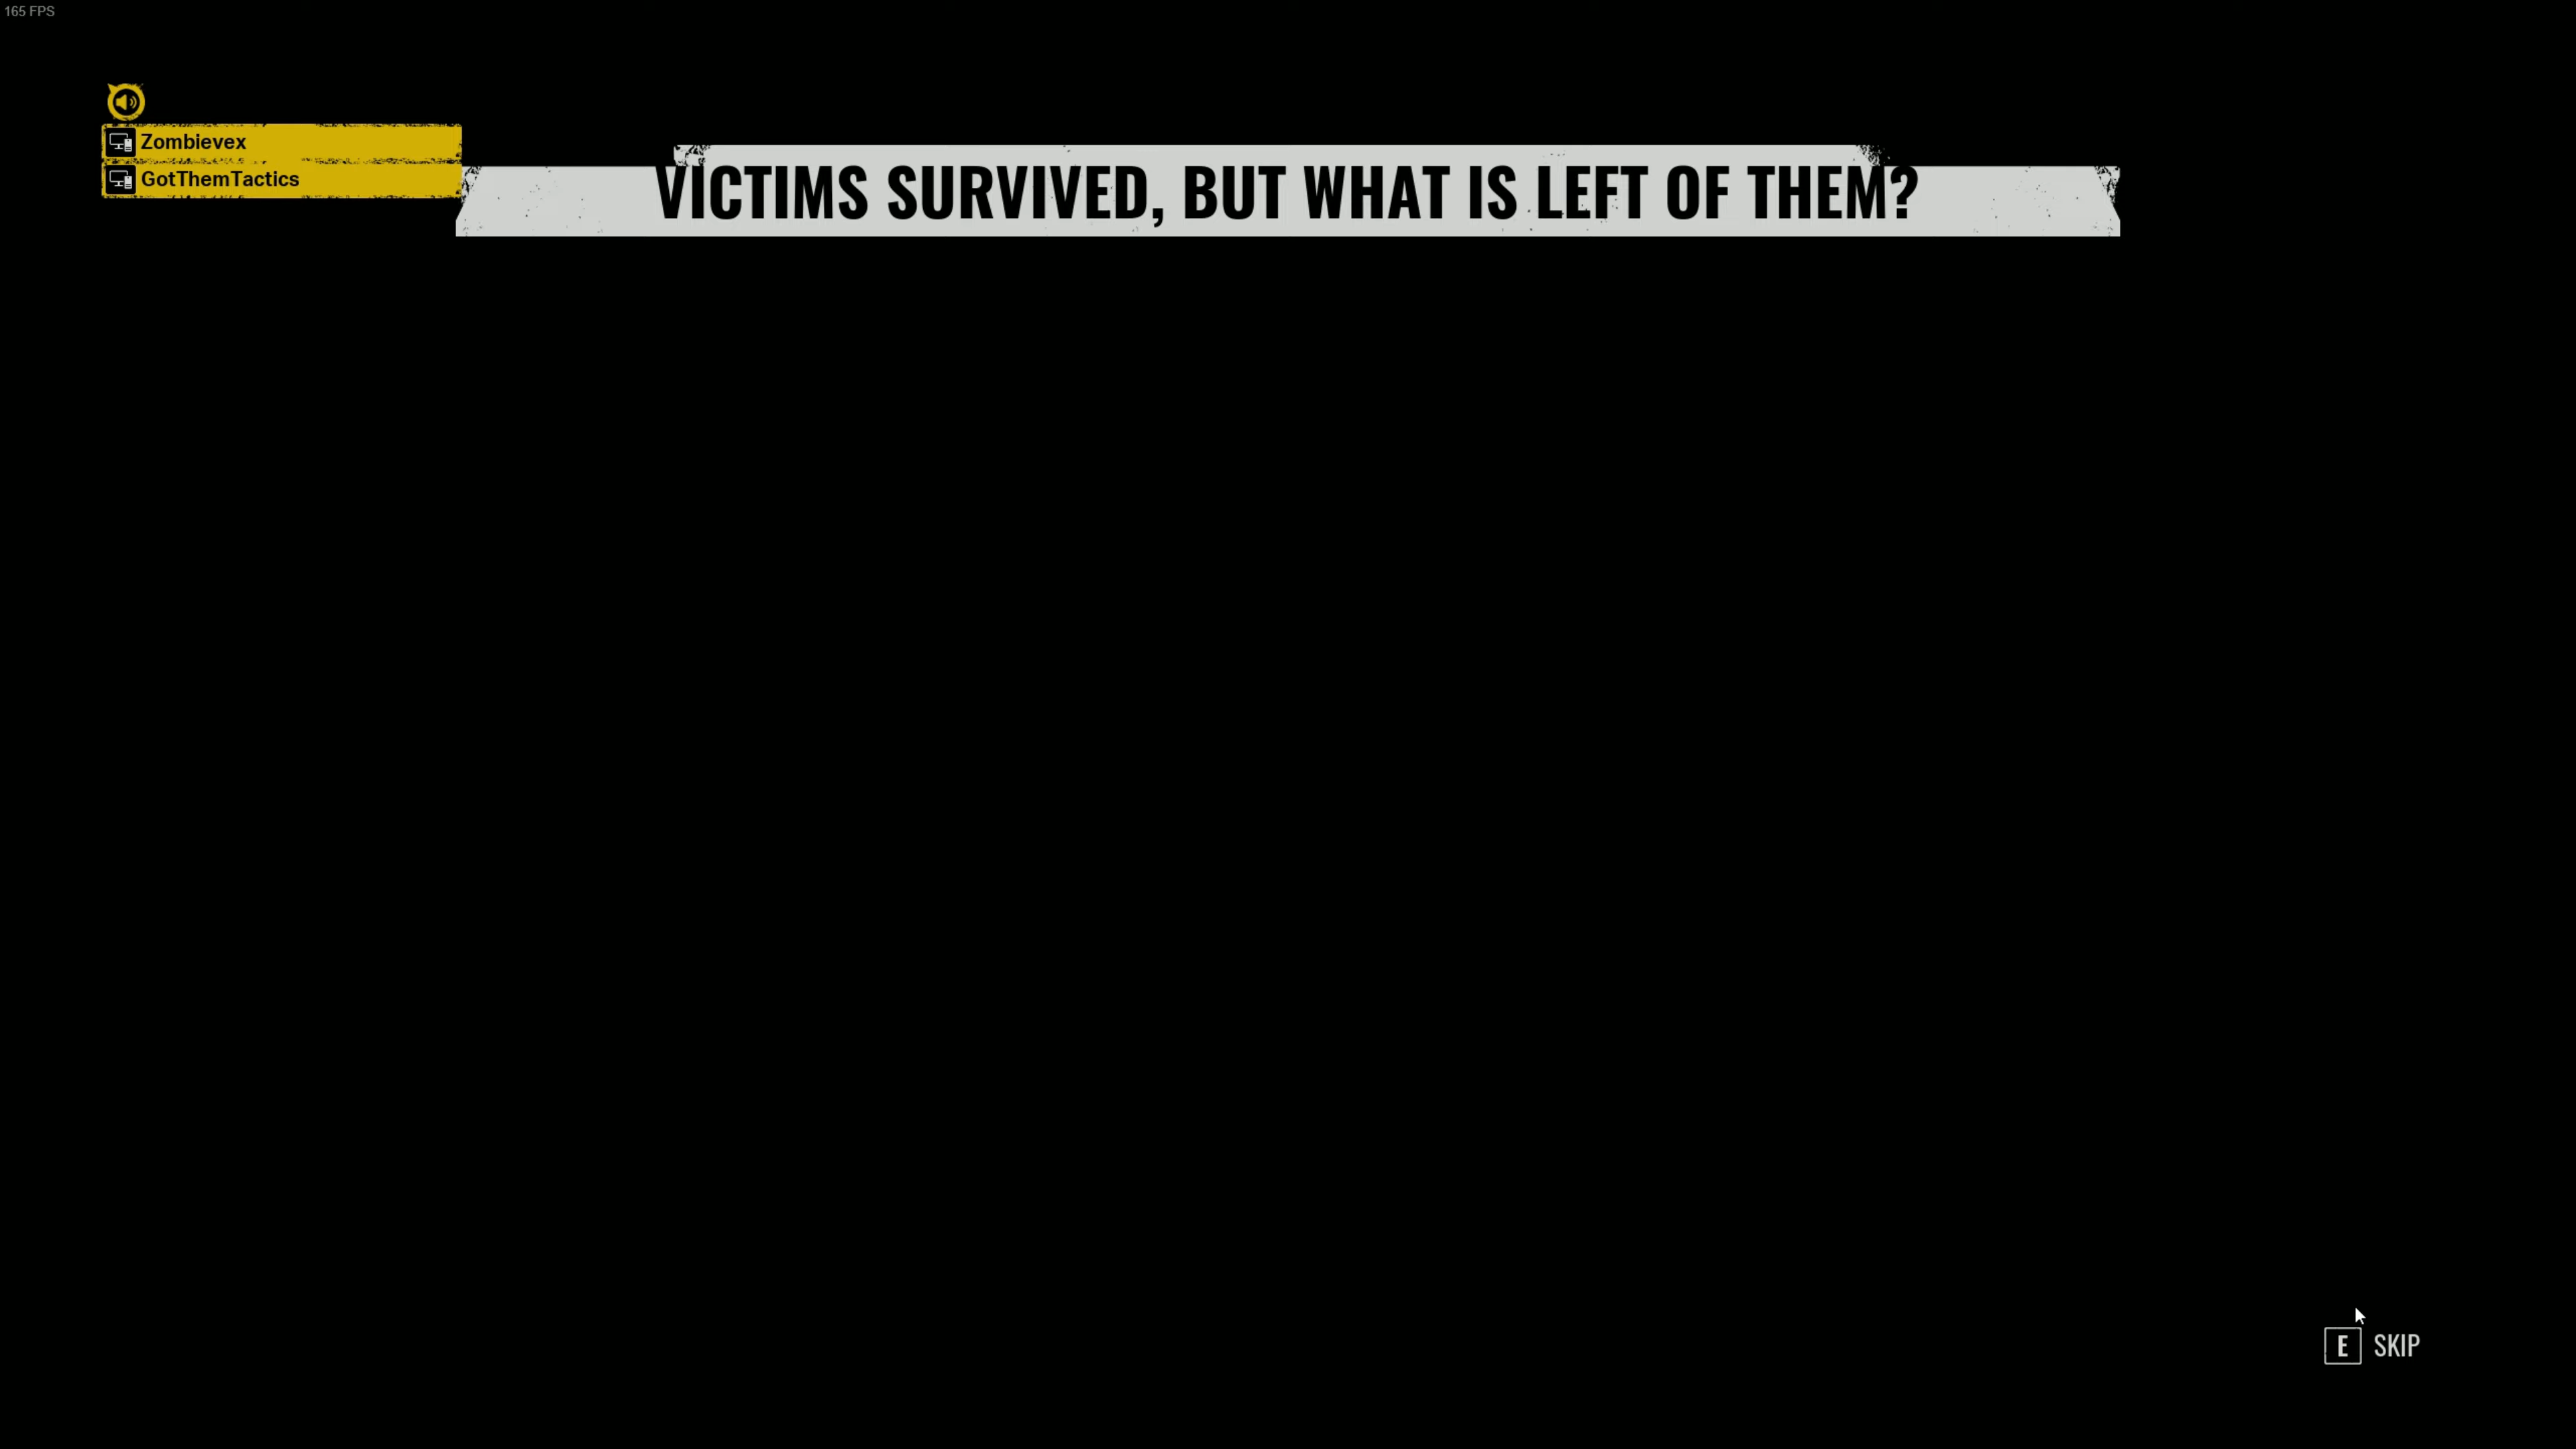 165 FPS
Zombievex
GotThemTactics
VICTIMS SURVIVED, BUT WHAT IS LEFT OF THEM?
E SKIP